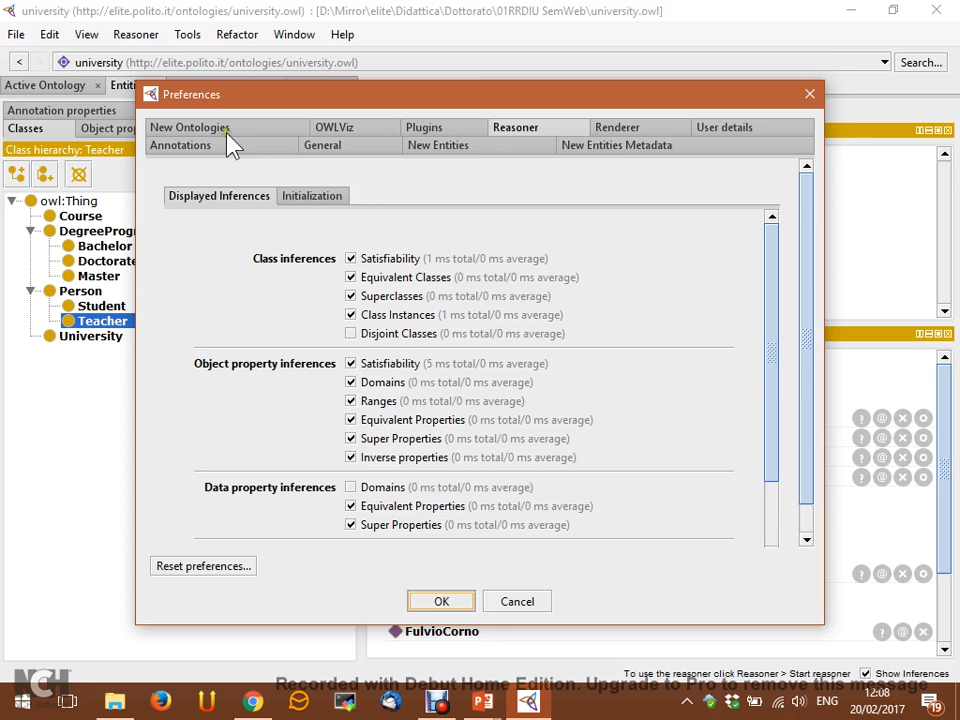 university (http://elite.polito.it/ontologies/university.owl) : [D:\Mirror\elite\Didattica\Dottorato\01RRDIU SemWeb\university.owl]
File Edit View Reasoner Tools Refactor Window Help
< university (http://elite.polito.it/ontologies/university.owl) Search...
Active Ontology × Entiti
Annotation properties
Classes Object prop
Class hierarchy: Teacher
owl:Thing
Course
DegreeProgr
Bachelor
Doctorate
Master
Person
Student
Teacher
University
Preferences
New Ontologies OWLViz Plugins Reasoner Renderer User details
Annotations General New Entities New Entities Metadata
Displayed Inferences Initialization
Class inferences Satisfiability (1 ms total/0 ms average)
Equivalent Classes (0 ms total/0 ms average)
Superclasses (0 ms total/0 ms average)
Class Instances (1 ms total/0 ms average)
Disjoint Classes (0 ms total/0 ms average)
Object property inferences Satisfiability (5 ms total/0 ms average)
Domains (0 ms total/0 ms average)
Ranges (0 ms total/0 ms average)
Equivalent Properties (0 ms total/0 ms average)
Super Properties (0 ms total/0 ms average)
Inverse properties (0 ms total/0 ms average)
Data property inferences Domains (0 ms total/0 ms average)
Equivalent Properties (0 ms total/0 ms average)
Super Properties (0 ms total/0 ms average)
Reset preferences...
OK Cancel
FulvioCorno
To use the reasoner click Reasoner > Start reasoner Show Inferences
NCH Recorded with Debut Home Edition. Upgrade to Pro to remove this message
ENG
12:08
20/02/2017
19